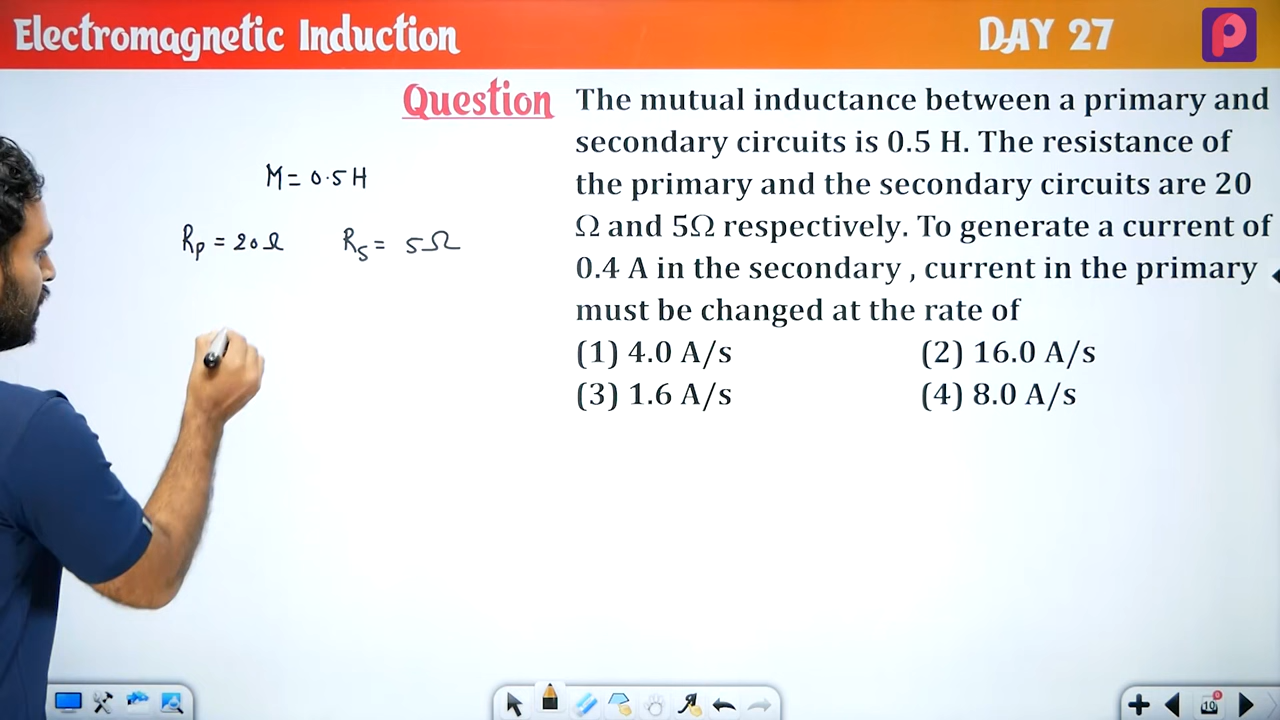 Electromagnetic Induction
DAY 27
Question
The mutual inductance between a primary and
secondary circuits is 0.5 H. The resistance of
the primary and the secondary circuits are 20
Ω and 5Ω respectively. To generate a current of
0.4 A in the secondary , current in the primary
must be changed at the rate of
(1) 4.0 A/s (2) 16.0 A/s
(3) 1.6 A/s (4) 8.0 A/s
M = 0.5 H
Rp = 20 Ω Rs = 5 Ω
10